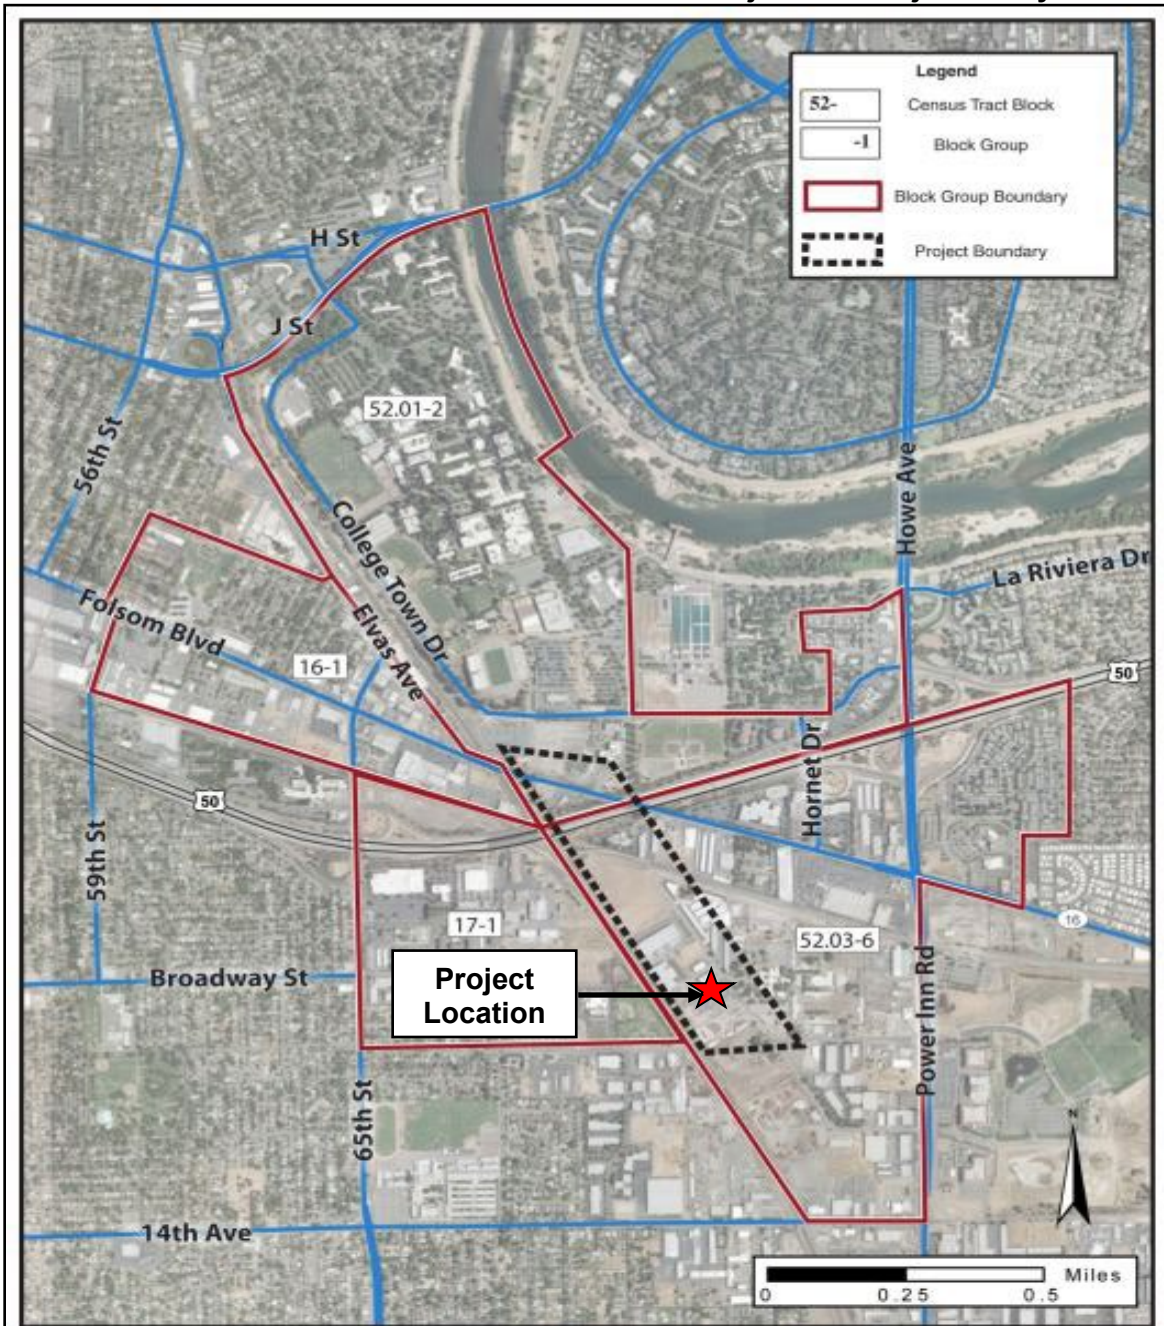 Legend
52-
Census Tract Block
-1
Block Group
Block Group Boundary
Project Boundary
H St
J St
52.01-2
56th St
Howe Ave
College Town Dr
La Riviera Dr
Folsom Blvd
Elvas Ave
16-1
50
Hornet Dr
50
59th St
17-1
52.03-6
16
Broadway St
Project
Location
Power Inn Rd
65th St
N
14th Ave
Miles
0
0.25
0.5